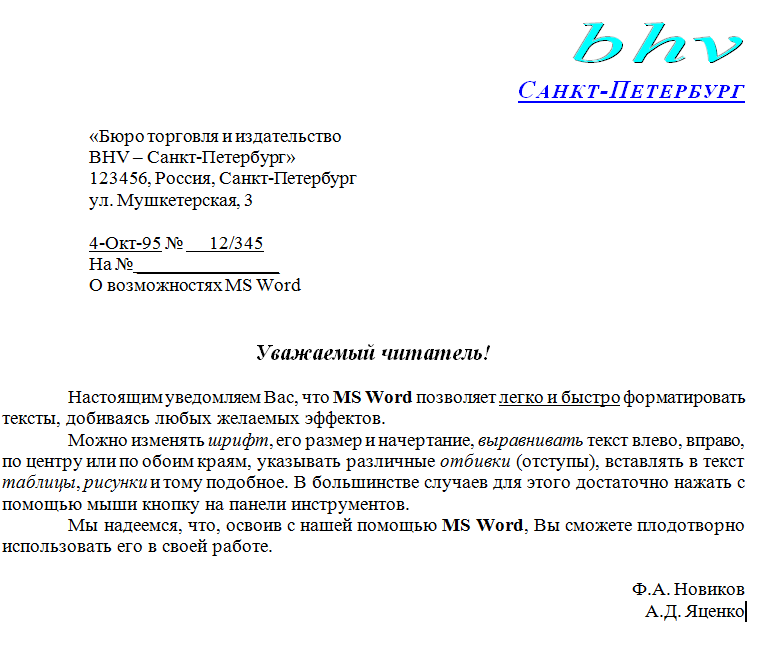 bhv
САНКТ-ПЕТЕРБУРГ
«Бюро торговля и издательство
BHV – Санкт-Петербург»
123456, Россия, Санкт-Петербург
ул. Мушкетерская, 3
4-Окт-95 № 12/345
На № _______________
О возможностях MS Word
Уважаемый читатель!
Настоящим уведомляем Вас, что MS Word позволяет легко и быстро форматировать
тексты, добиваясь любых желаемых эффектов.
Можно изменять шрифт, его размер и начертание, выравнивать текст влево, вправо,
по центру или по обоим краям, указывать различные отбивки (отступы), вставлять в текст
таблицы, рисунки и тому подобное. В большинстве случаев для этого достаточно нажать с
помощью мыши кнопку на панели инструментов.
Мы надеемся, что, освоив с нашей помощью MS Word, Вы сможете плодотворно
использовать его в своей работе.
Ф.А. Новиков
А.Д. Яценко